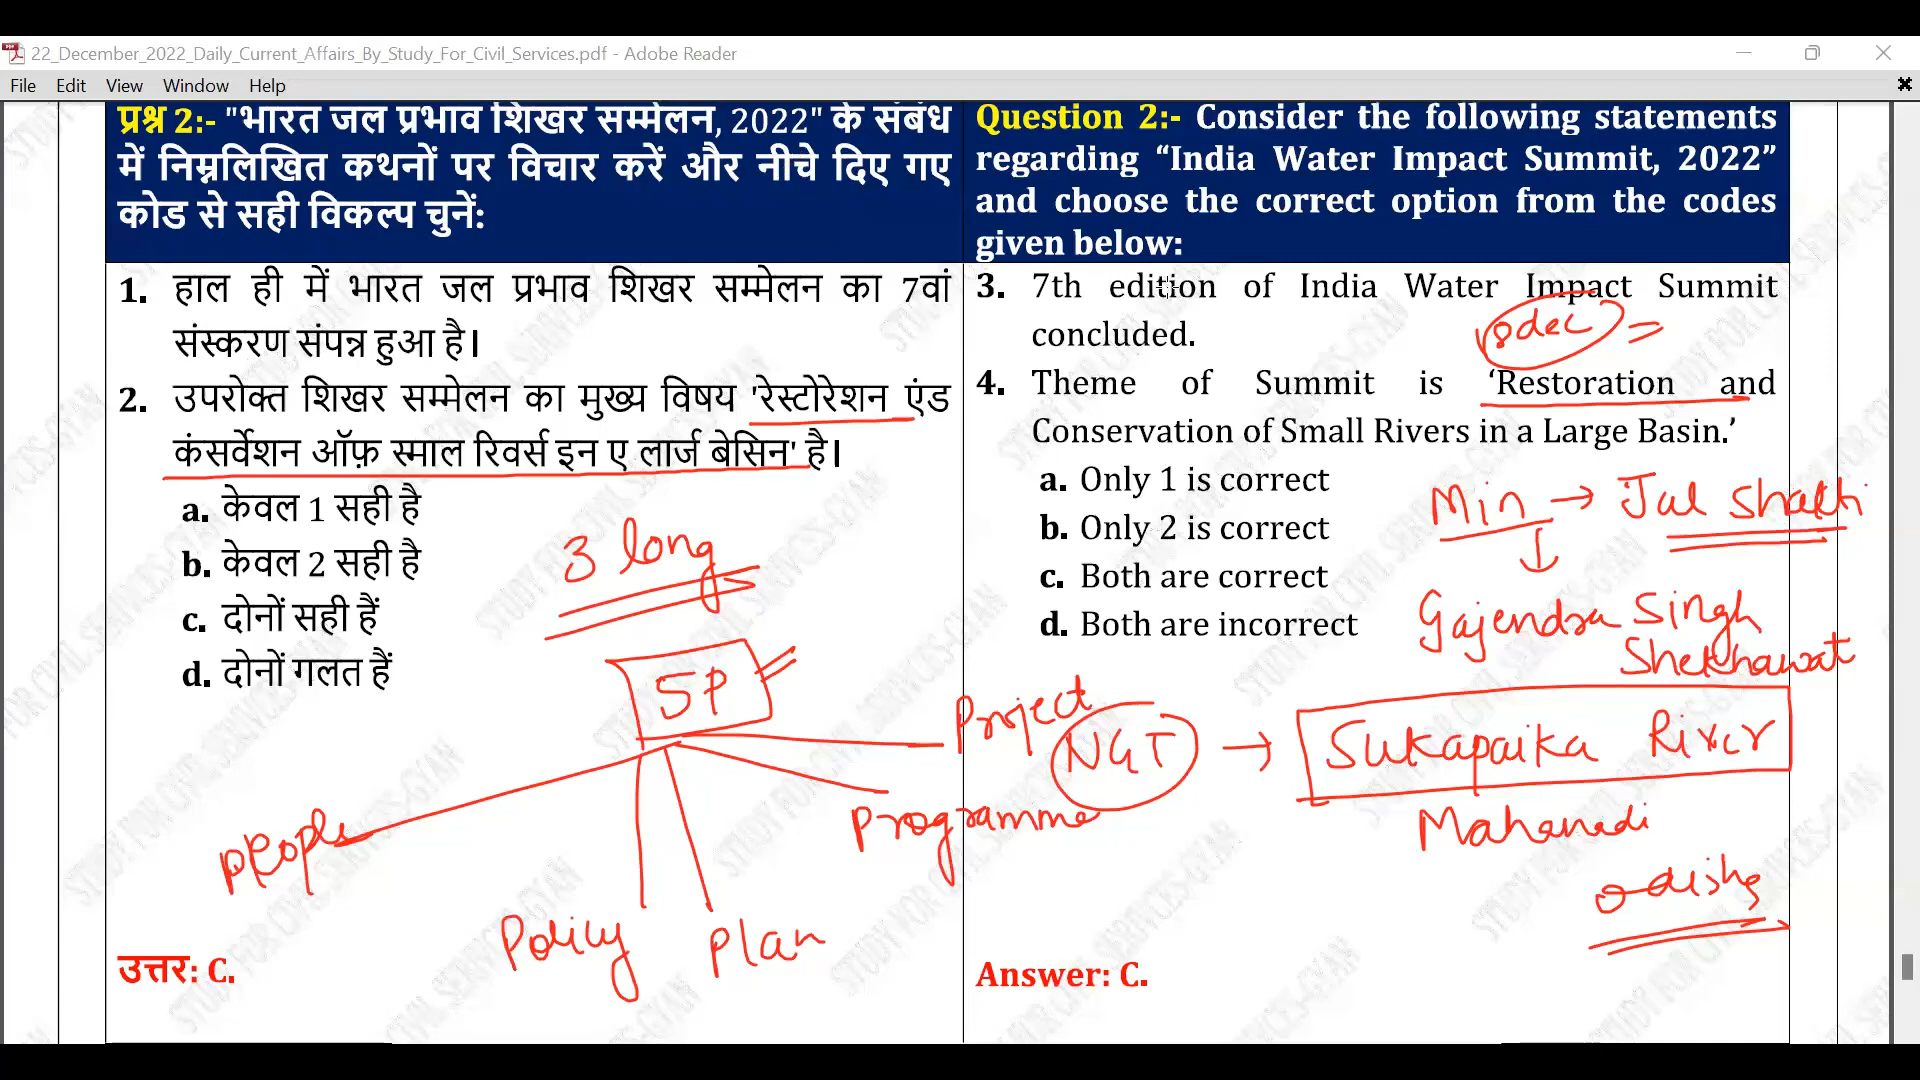 22_December_2022_Daily_Current_Affairs_By_Study_For_Civil_Services.pdf - Adobe Reader
File Edit View Window Help
प्रश्न 2:- "भारत जल प्रभाव शिखर सम्मेलन, 2022" के संबंध
में निम्नलिखित कथनों पर विचार करें और नीचे दिए गए
कोड से सही विकल्प चुनें:
1. हाल ही में भारत जल प्रभाव शिखर सम्मेलन का 7वां
संस्करण संपन्न हुआ है।
2. उपरोक्त शिखर सम्मेलन का मुख्य विषय 'रेस्टोरेशन एंड
कंसर्वेशन ऑफ़ स्माल रिवर्स इन ए लार्ज बेसिन' है।
a. केवल 1 सही है
b. केवल 2 सही है
c. दोनों सही हैं
d. दोनों गलत हैं
3 long
5P
People
Policy
Plan
Programme
Project
उत्तर: C.
Question 2:- Consider the following statements
regarding “India Water Impact Summit, 2022”
and choose the correct option from the codes
given below:
3. 7th edition of India Water Impact Summit
concluded.
4. Theme of Summit is ‘Restoration and
Conservation of Small Rivers in a Large Basin.’
a. Only 1 is correct
b. Only 2 is correct
c. Both are correct
d. Both are incorrect
Min → Jal Shakti
Gajendra Singh
Shekhawat
NGT → Sukapaika River
Mahanadi
Odisha
Answer: C.
STUDY FOR CIVIL SERVICES-GYAN